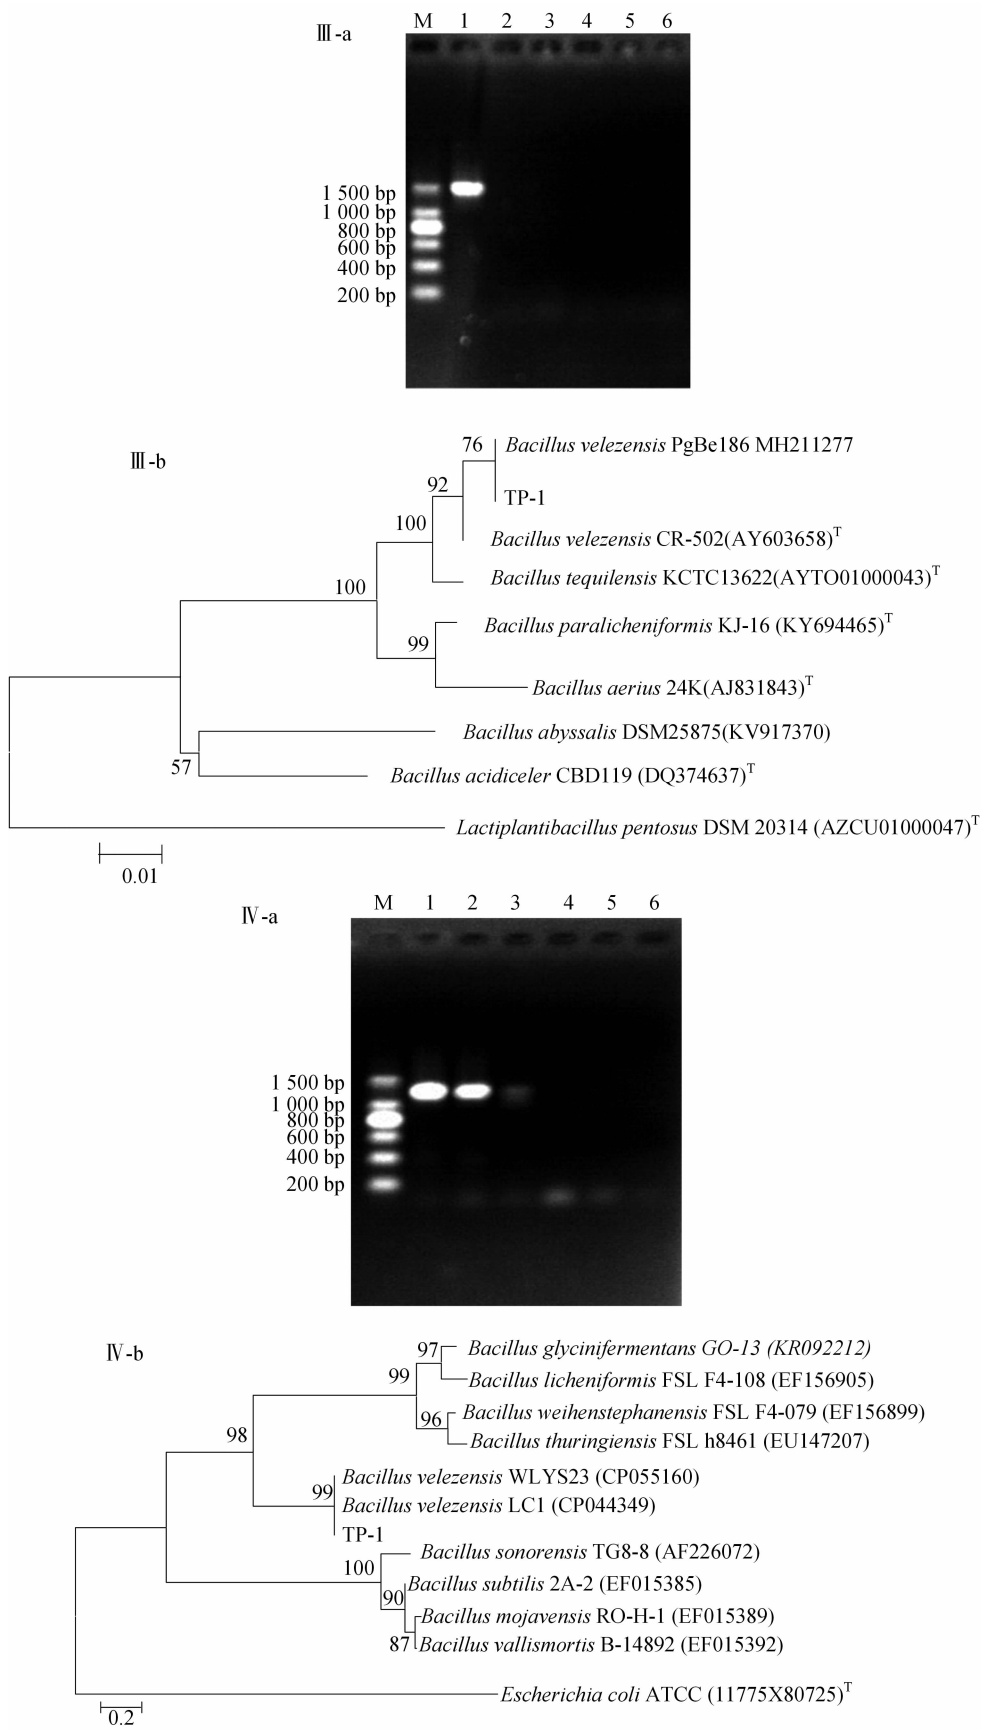 Ⅲ-a
M 1 2 3 4 5 6
1 500 bp
1 000 bp
800 bp
600 bp
400 bp
200 bp
Ⅲ-b
76 Bacillus velezensis PgBe186 MH211277
92 TP-1
100 Bacillus velezensis CR-502(AY603658)T
Bacillus tequilensis KCTC13622(AYTO01000043)T
100
Bacillus paralicheniformis KJ-16 (KY694465)T
99
Bacillus aerius 24K(AJ831843)T
Bacillus abyssalis DSM25875(KV917370)
57
Bacillus acidiceler CBD119 (DQ374637)T
Lactiplantibacillus pentosus DSM 20314 (AZCU01000047)T
0.01
Ⅳ-a
M 1 2 3 4 5 6
1 500 bp
1 000 bp
800 bp
600 bp
400 bp
200 bp
Ⅳ-b
97 Bacillus glycinifermentans GO-13 (KR092212)
99 Bacillus licheniformis FSL F4-108 (EF156905)
Bacillus weihenstephanensis FSL F4-079 (EF156899)
96
Bacillus thuringiensis FSL h8461 (EU147207)
98
Bacillus velezensis WLYS23 (CP055160)
99
Bacillus velezensis LC1 (CP044349)
TP-1
Bacillus sonorensis TG8-8 (AF226072)
100
Bacillus subtilis 2A-2 (EF015385)
90
Bacillus mojavensis RO-H-1 (EF015389)
87 Bacillus vallismortis B-14892 (EF015392)
Escherichia coli ATCC (11775X80725)T
0.2